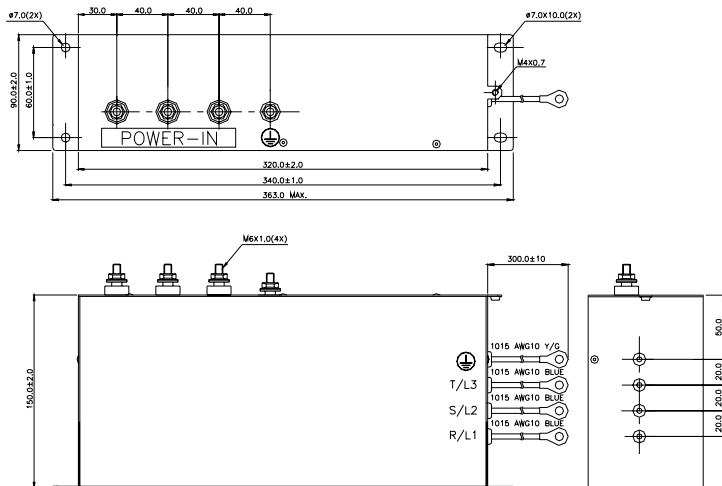 ø7.0(2X)
30.0
40.0
40.0
40.0
ø7.0X10.0(2X)
90.0±2.0
60.0±1.0
M4X0.7
POWER-IN
320.0±2.0
340.0±1.0
363.0 MAX.
M6X1.0(4X)
300.0±10
150.0±2.0
1015 AWG10 Y/G
T/L3
1015 AWG10 BLUE
S/L2
1015 AWG10 BLUE
R/L1
1015 AWG10 BLUE
50.0
20.0
20.0
20.0